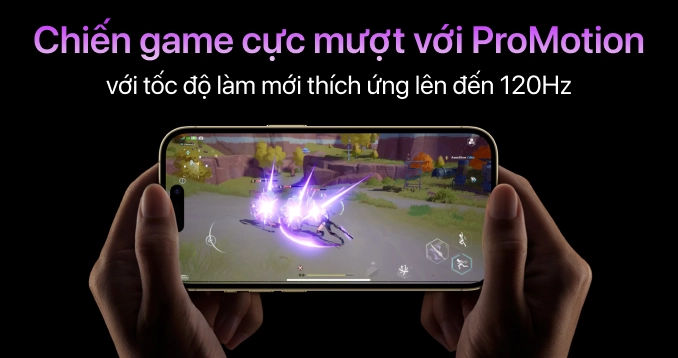 Chiến game cực mượt với ProMotion
với tốc độ làm mới thích ứng lên đến 120Hz